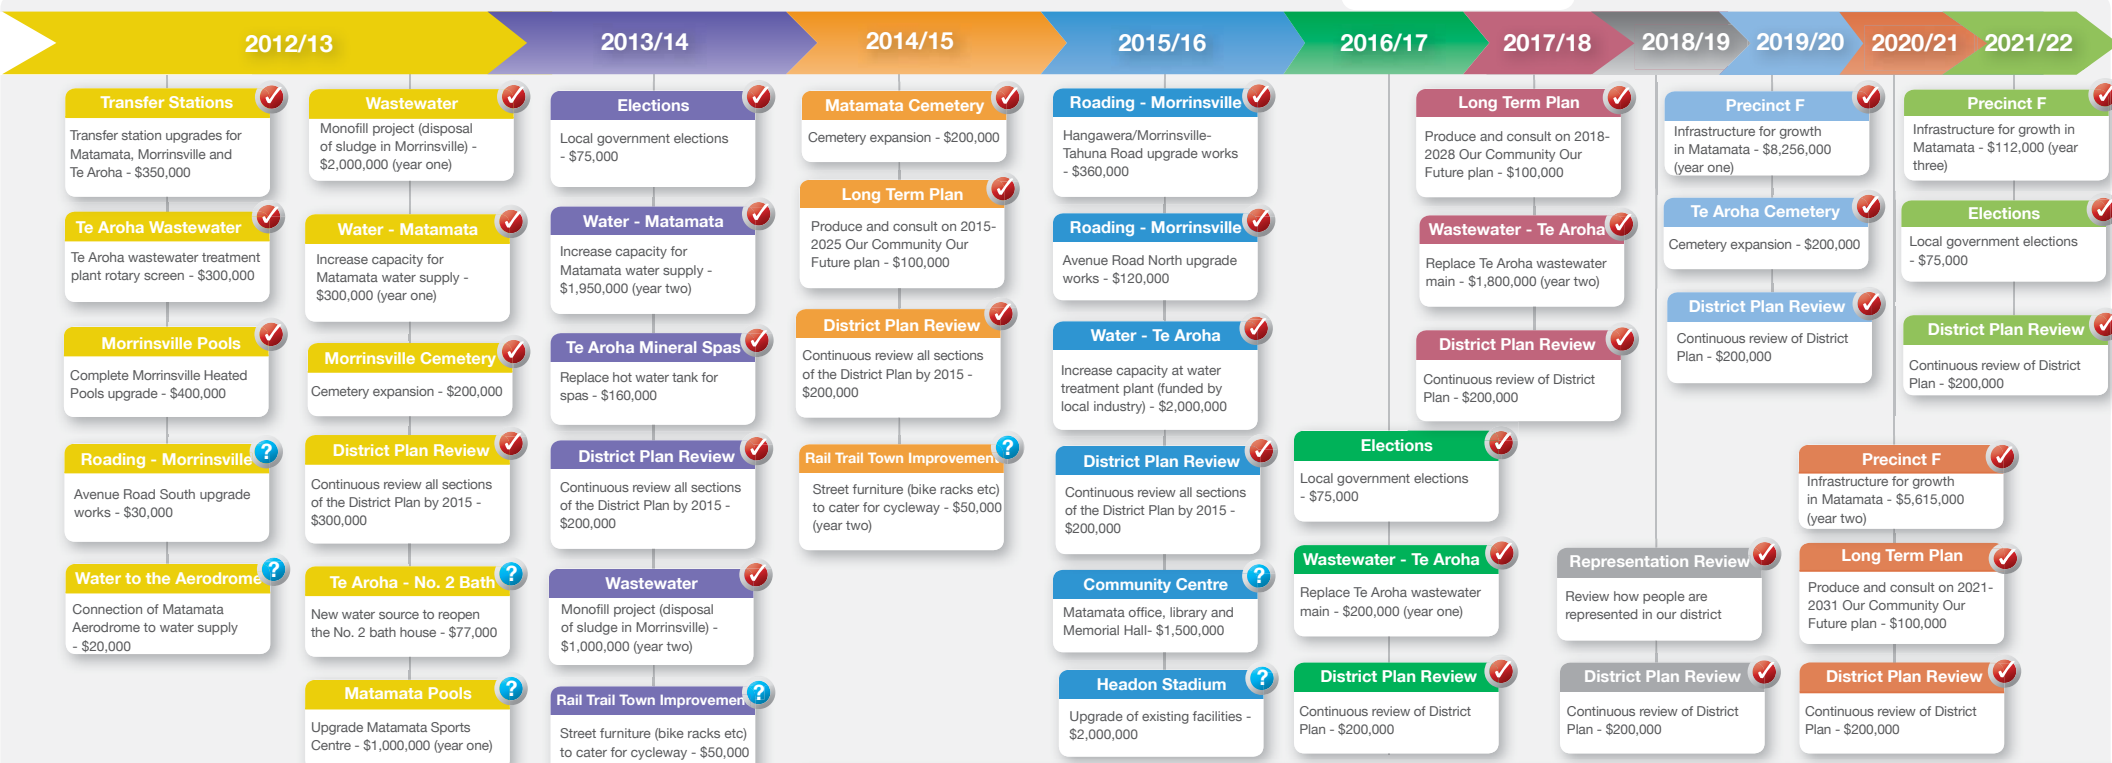 2012/13
2013/14
2014/15
2015/16
2016/17
2017/18
2018/19
2019/20
2020/21
2021/22
Transfer Stations
Transfer station upgrades for
Matamata, Morrinsville and
Te Aroha - $350,000
Te Aroha Wastewater
Te Aroha wastewater treatment
plant rotary screen - $300,000
Morrinsville Pools
Complete Morrinsville Heated
Pools upgrade - $400,000
Roading - Morrinsville
?
Avenue Road South upgrade
works - $30,000
Water to the Aerodrome
?
Connection of Matamata
Aerodrome to water supply
- $20,000
Wastewater
Monofill project (disposal
of sludge in Morrinsville) -
$2,000,000 (year one)
Water - Matamata
Increase capacity for
Matamata water supply -
$300,000 (year one)
Morrinsville Cemetery
Cemetery expansion - $200,000
District Plan Review
Continuous review all sections
of the District Plan by 2015 -
$300,000
Te Aroha - No. 2 Bath
?
New water source to reopen
the No. 2 bath house - $77,000
Matamata Pools
?
Upgrade Matamata Sports
Centre - $1,000,000 (year one)
Elections
Local government elections
- $75,000
Water - Matamata
Increase capacity for
Matamata water supply -
$1,950,000 (year two)
Te Aroha Mineral Spas
Replace hot water tank for
spas - $160,000
District Plan Review
Continuous review all sections
of the District Plan by 2015 -
$200,000
Wastewater
Monofill project (disposal
of sludge in Morrinsville) -
$1,000,000 (year two)
Rail Trail Town Improvemen
?
Street furniture (bike racks etc)
to cater for cycleway - $50,000
Matamata Cemetery
Cemetery expansion - $200,000
Long Term Plan
Produce and consult on 2015-
2025 Our Community Our
Future plan - $100,000
District Plan Review
Continuous review all sections
of the District Plan by 2015 -
$200,000
Rail Trail Town Improvement
?
Street furniture (bike racks etc)
to cater for cycleway - $50,000
(year two)
Roading - Morrinsville
Hangawera/Morrinsville-
Tahuna Road upgrade works
- $360,000
Roading - Morrinsville
Avenue Road North upgrade
works - $120,000
Water - Te Aroha
Increase capacity at water
treatment plant (funded by
local industry) - $2,000,000
District Plan Review
Continuous review all sections
of the District Plan by 2015 -
$200,000
Community Centre
?
Matamata office, library and
Memorial Hall- $1,500,000
Headon Stadium
?
Upgrade of existing facilities -
$2,000,000
Elections
Local government elections
- $75,000
Wastewater - Te Aroha
Replace Te Aroha wastewater
main - $200,000 (year one)
District Plan Review
Continuous review of District
Plan - $200,000
Long Term Plan
Produce and consult on 2018-
2028 Our Community Our
Future plan - $100,000
Wastewater - Te Aroha
Replace Te Aroha wastewater
main - $1,800,000 (year two)
District Plan Review
Continuous review of District
Plan - $200,000
Representation Review
Review how people are
represented in our district
District Plan Review
Continuous review of District
Plan - $200,000
Precinct F
Infrastructure for growth
in Matamata - $8,256,000
(year one)
Te Aroha Cemetery
Cemetery expansion - $200,000
District Plan Review
Continuous review of District
Plan - $200,000
Precinct F
Infrastructure for growth
in Matamata - $5,615,000
(year two)
Long Term Plan
Produce and consult on 2021-
2031 Our Community Our
Future plan - $100,000
District Plan Review
Continuous review of District
Plan - $200,000
Precinct F
Infrastructure for growth in
Matamata - $112,000 (year
three)
Elections
Local government elections
- $75,000
District Plan Review
Continuous review of District
Plan - $200,000